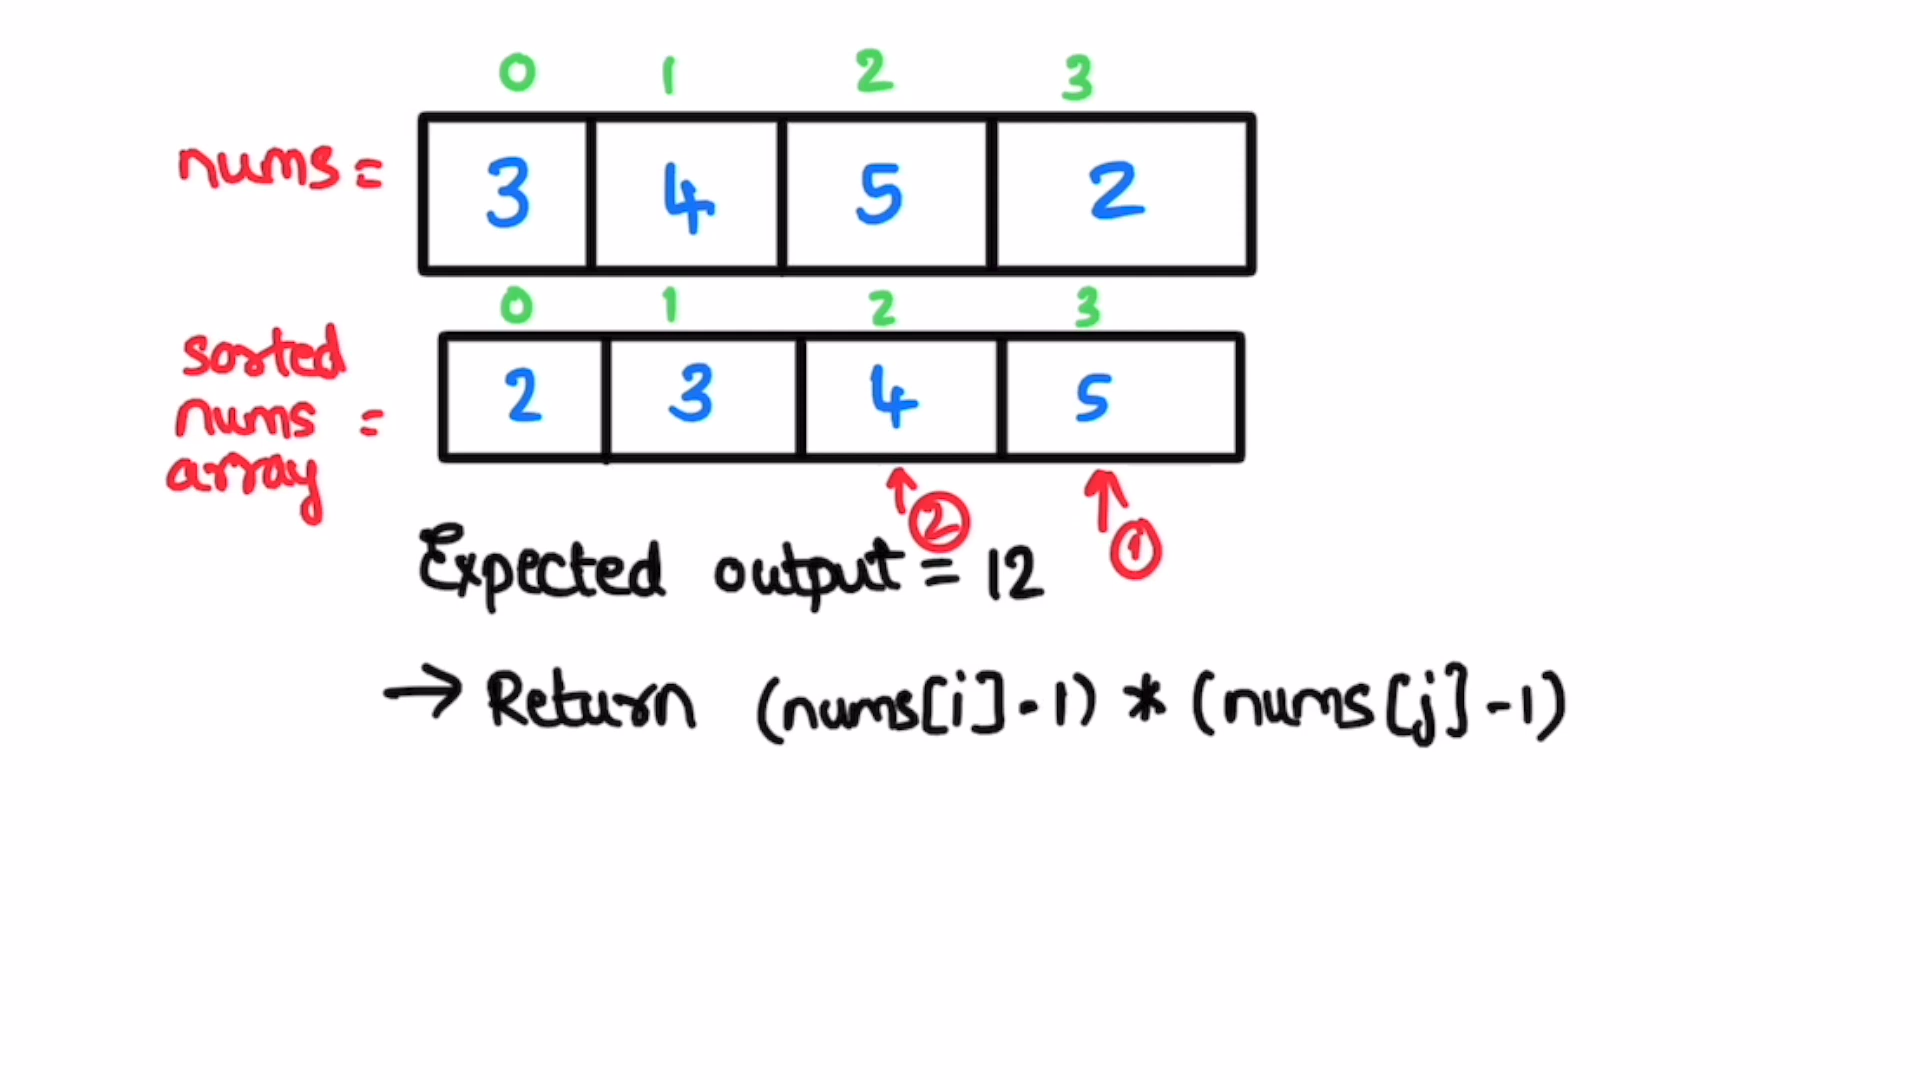 0 1 2 3
nums = 3 4 5 2
0 1 2 3
sorted
nums = 2 3 4 5
array
2 1
Expected output = 12
→ Return (nums[i]-1) * (nums[j]-1)